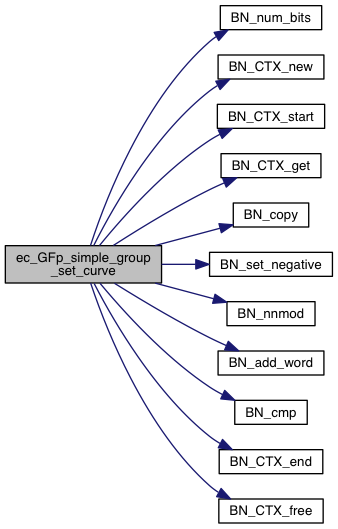 BN_num_bits
BN_CTX_new
BN_CTX_start
BN_CTX_get
BN_copy
ec_GFp_simple_group
_set_curve
BN_set_negative
BN_nnmod
BN_add_word
BN_cmp
BN_CTX_end
BN_CTX_free